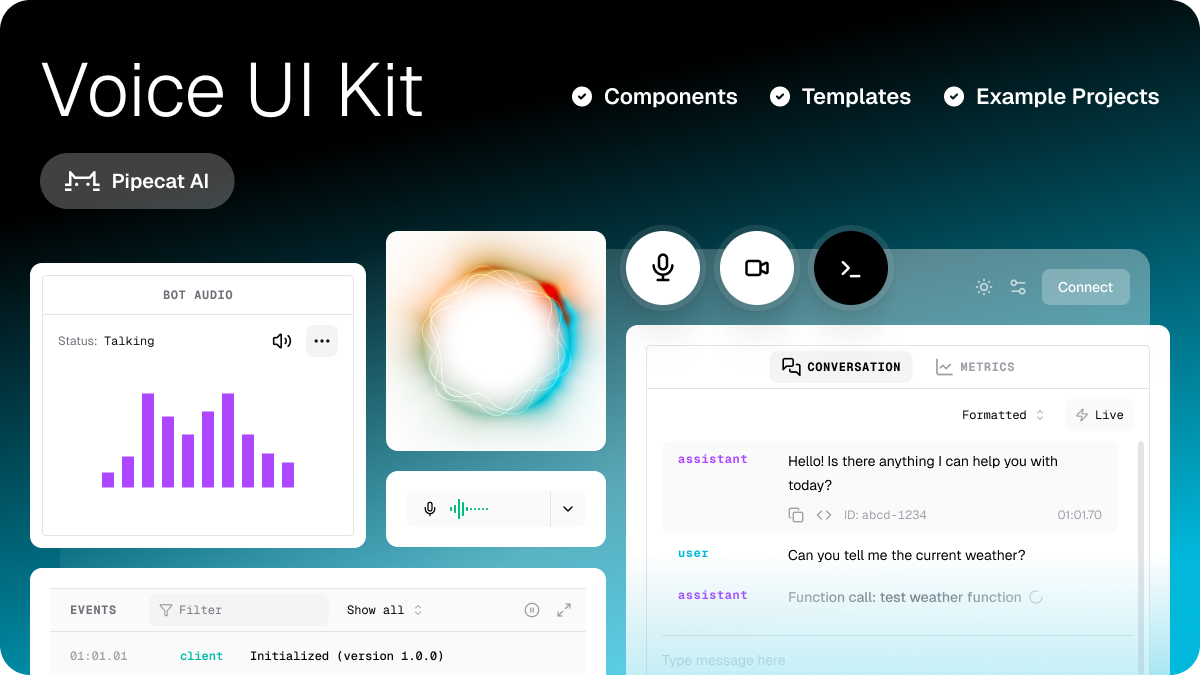 Voice UI Kit
Components
Templates
Example Projects
Pipecat AI
BOT AUDIO
Status: Talking
Connect
CONVERSATION
METRICS
Formatted
Live
assistant
Hello! Is there anything I can help you with
today?
ID: abcd-1234
01:01.70
user
Can you tell me the current weather?
assistant
Function call: test weather function
Type message here
EVENTS
Filter
Show all
01:01.01
client
Initialized (version 1.0.0)